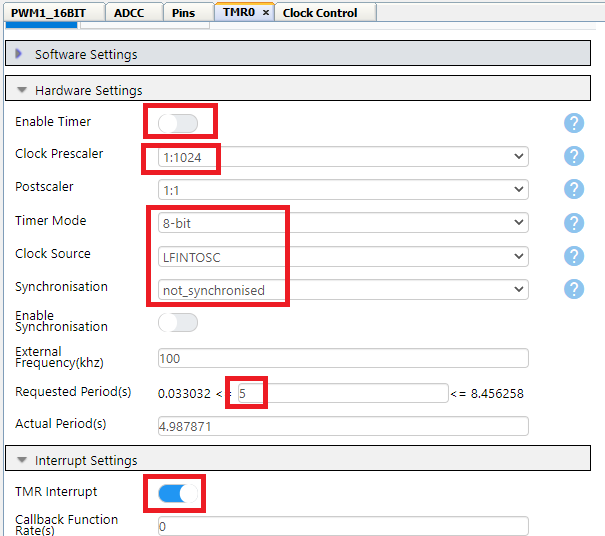 PWM1_16BIT ADCC Pins TMR0 × Clock Control
Software Settings
Hardware Settings
Enable Timer ?
Clock Prescaler 1:1024 ?
Postscaler 1:1 ?
Timer Mode 8-bit ?
Clock Source LFINTOSC ?
Synchronisation not_synchronised ?
Enable
Synchronisation
External
Frequency(khz) 100
Requested Period(s) 0.033032 <= 5 <= 8.456258
Actual Period(s) 4.987871
Interrupt Settings
TMR Interrupt ?
Callback Function
Rate(s) 0